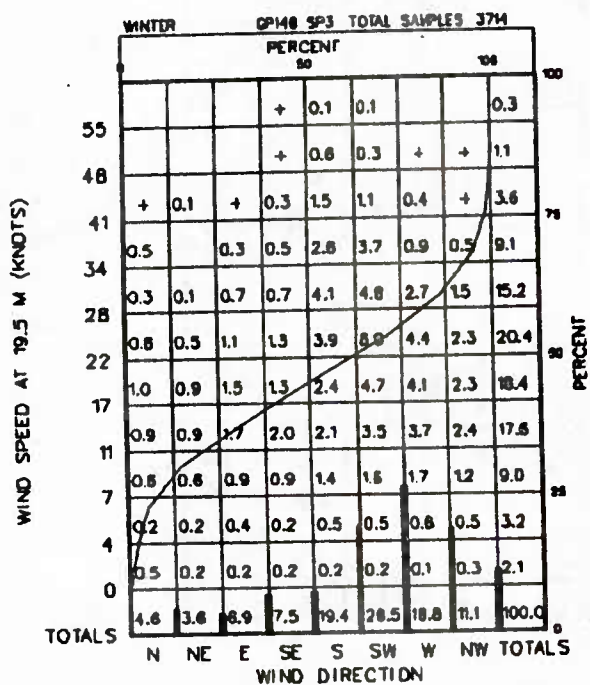 WINTER GP146 SP3 TOTAL SAMPLES 3714
PERCENT
0 50 100
100
+ 0.1 0.1 0.3
55
+ 0.6 0.3 + + 1.1
48
+ 0.1 + 0.3 1.5 1.1 0.4 + 3.6
75
41
0.5 0.3 0.5 2.6 3.7 0.9 0.5 9.1
34
0.3 0.1 0.7 0.7 4.1 4.8 2.7 1.5 15.2
28
0.6 0.5 1.1 1.3 3.9 4.4 2.3 20.4
22
50
1.0 0.9 1.5 1.3 2.4 4.7 4.1 2.3 18.4
17
0.9 0.9 1.7 2.0 2.1 3.5 3.7 2.4 17.6
11
0.6 0.6 0.9 0.9 1.4 1.6 1.7 1.2 9.0
7
25
0.2 0.2 0.4 0.2 0.5 0.5 0.6 0.5 3.2
4
0.5 0.2 0.2 0.2 0.2 0.2 0.1 0.3 2.1
0
4.6 3.6 6.9 7.5 19.4 26.5 18.8 11.1 100.0
TOTALS 0
N NE E SE S SW W NW TOTALS
WIND DIRECTION
WIND SPEED AT 19.5 M (KNOTS)
PERCENT